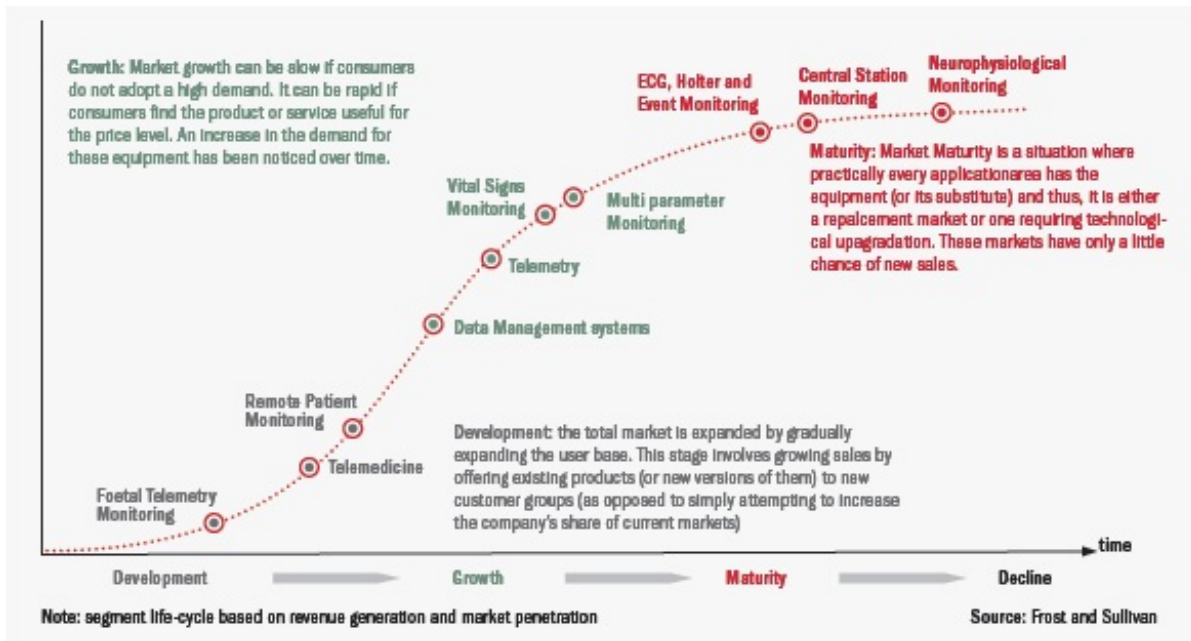 Growth: Market growth can be slow if consumers
do not adopt a high demand. It can be rapid if
consumers find the product or service useful for
the price level. An increase in the demand for
these equipment has been noticed over time.
ECG, Holter and
Event Monitoring
Central Station
Monitoring
Neurophysiological
Monitoring
Maturity: Market Maturity is a situation where
practically every applicationarea has the
equipment (or its substitute) and thus, it is either
a repalcement market or one requiring technologi-
cal upagradation. These markets have only a little
chance of new sales.
Vital Signs
Monitoring
Multi parameter
Monitoring
Telemetry
Data Management systems
Remote Patient
Monitoring
Telemedicine
Foetal Telemetry
Monitoring
Development: the total market is expanded by gradually
expanding the user base. This stage involves growing sales by
offering existing products (or new versions of them) to new
customer groups (as opposed to simply attempting to increase
the company's share of current markets)
time
Development Growth Maturity Decline
Note: segment life-cycle based on revenue generation and market penetration
Source: Frost and Sullivan